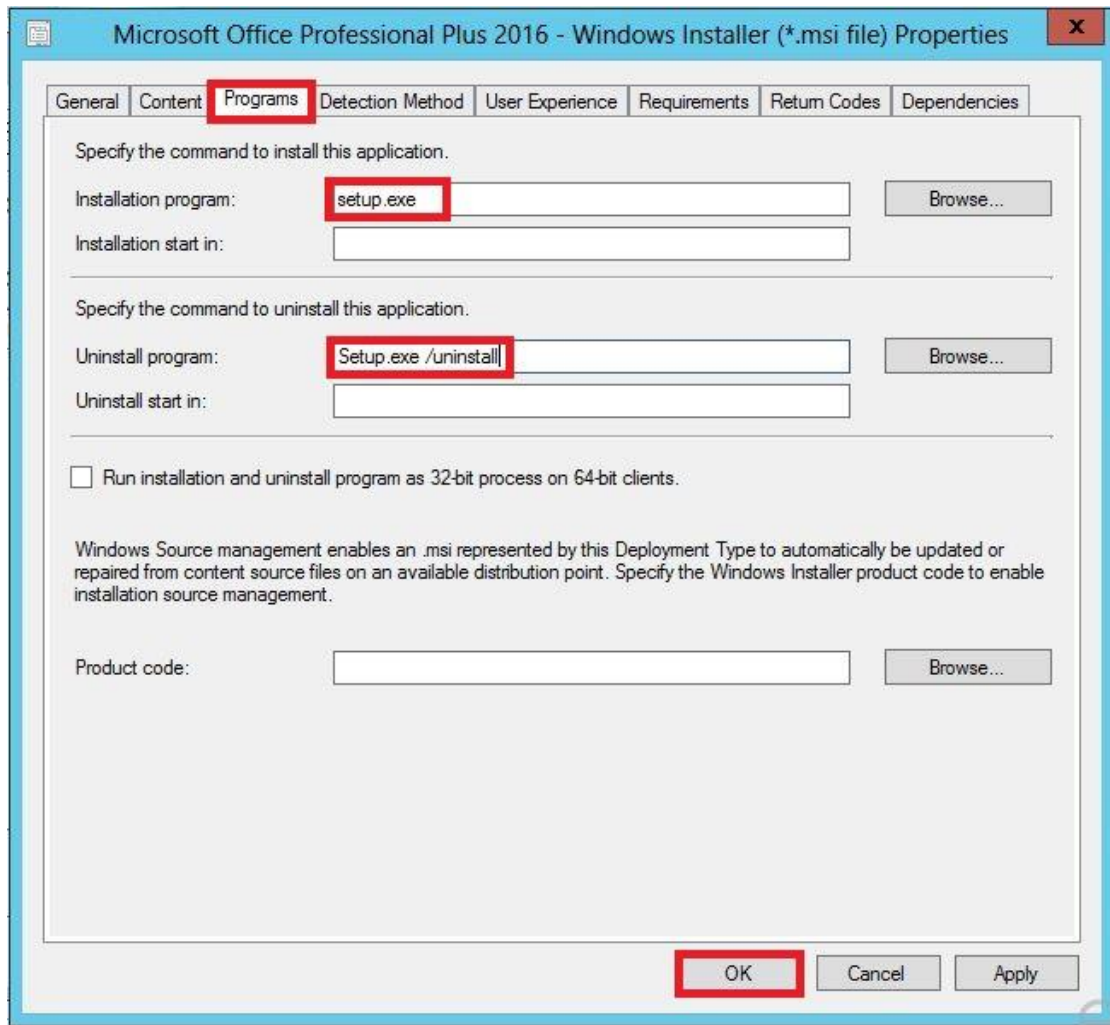 Microsoft Office Professional Plus 2016 - Windows Installer (*.msi file) Properties
x
General Content Programs Detection Method User Experience Requirements Return Codes Dependencies
Specify the command to install this application.
Installation program: setup.exe Browse...
Installation start in:
Specify the command to uninstall this application.
Uninstall program: Setup.exe /uninstall Browse...
Uninstall start in:
Run installation and uninstall program as 32-bit process on 64-bit clients.
Windows Source management enables an .msi represented by this Deployment Type to automatically be updated or
repaired from content source files on an available distribution point. Specify the Windows Installer product code to enable
installation source management.
Product code: Browse...
OK Cancel Apply